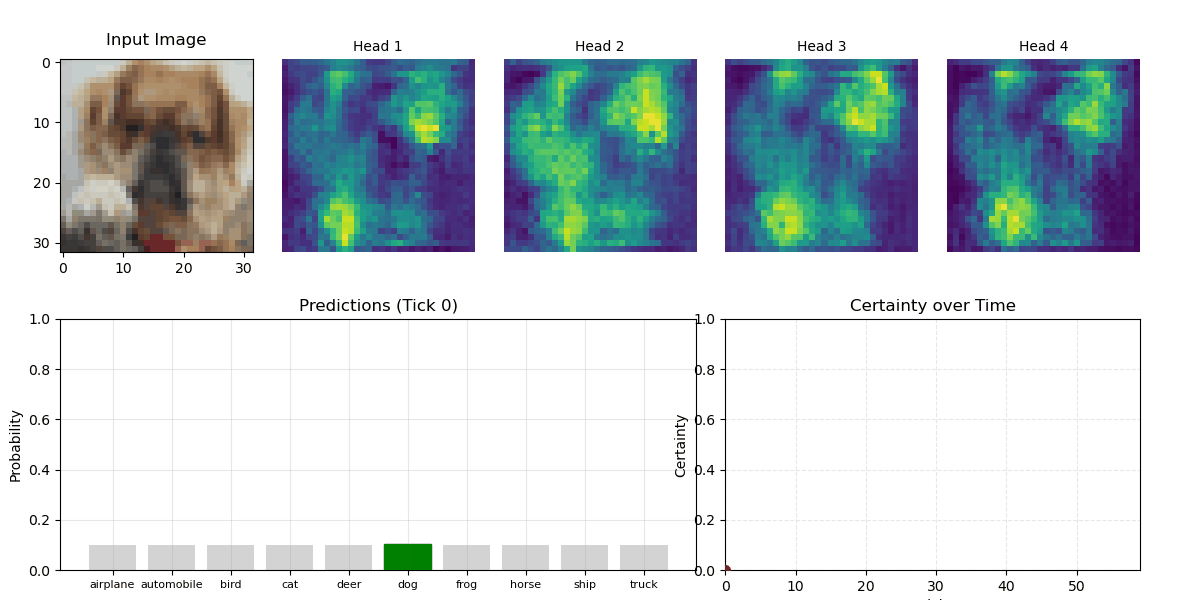 Input Image
Head 1
Head 2
Head 3
Head 4
0
10
20
30
0
10
20
30
Predictions (Tick 0)
Certainty over Time
1.0
0.8
0.6
0.4
0.2
0.0
Probability
airplane
automobile
bird
cat
deer
dog
frog
horse
ship
truck
1.0
0.8
0.6
0.4
0.2
0.0
Certainty
0
10
20
30
40
50